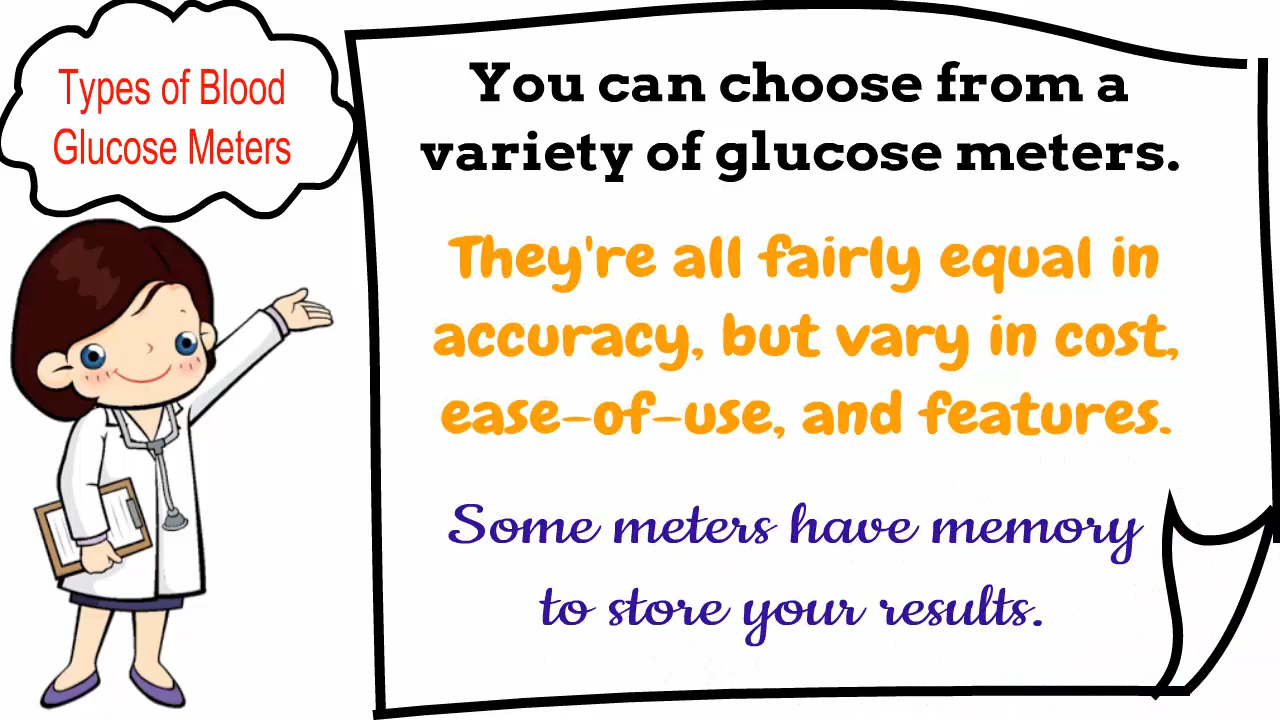 Types of Blood
Glucose Meters
You can choose from a
variety of glucose meters.
They're all fairly equal in
accuracy, but vary in cost,
ease-of-use, and features.
Some meters have memory
to store your results.